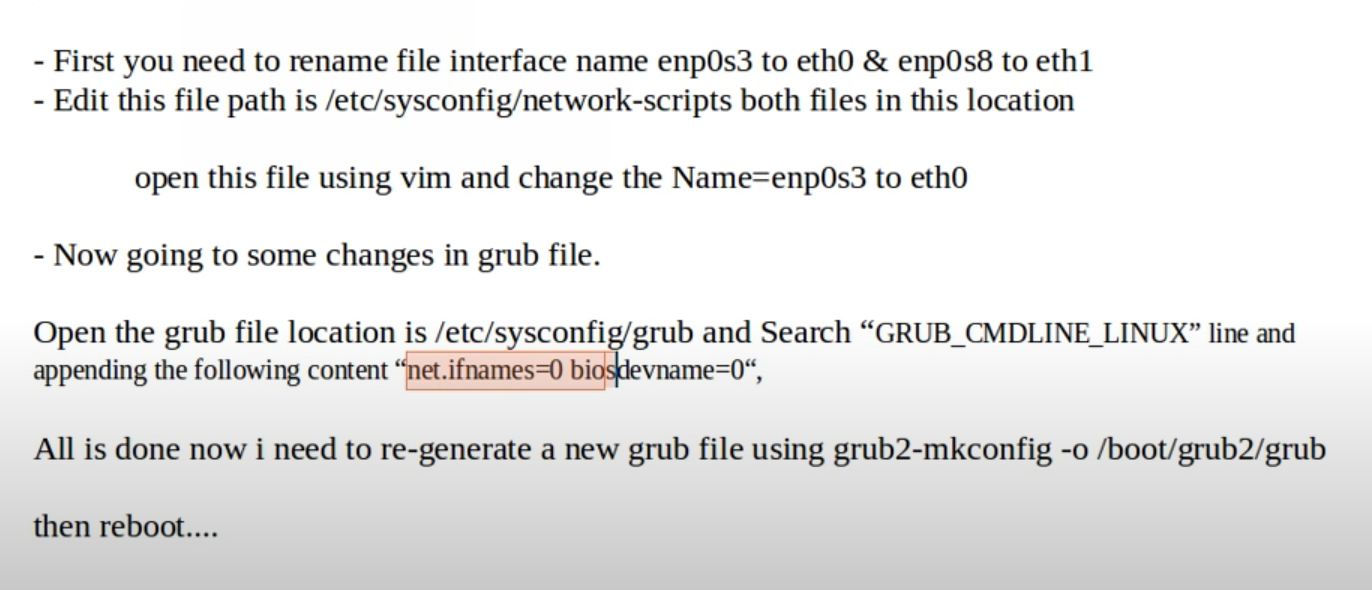 - First you need to rename file interface name enp0s3 to eth0 & enp0s8 to eth1
- Edit this file path is /etc/sysconfig/network-scripts both files in this location
open this file using vim and change the Name=enp0s3 to eth0
- Now going to some changes in grub file.
Open the grub file location is /etc/sysconfig/grub and Search “GRUB_CMDLINE_LINUX” line and
appending the following content “net.ifnames=0 biosdevname=0“,
All is done now i need to re-generate a new grub file using grub2-mkconfig -o /boot/grub2/grub
then reboot....